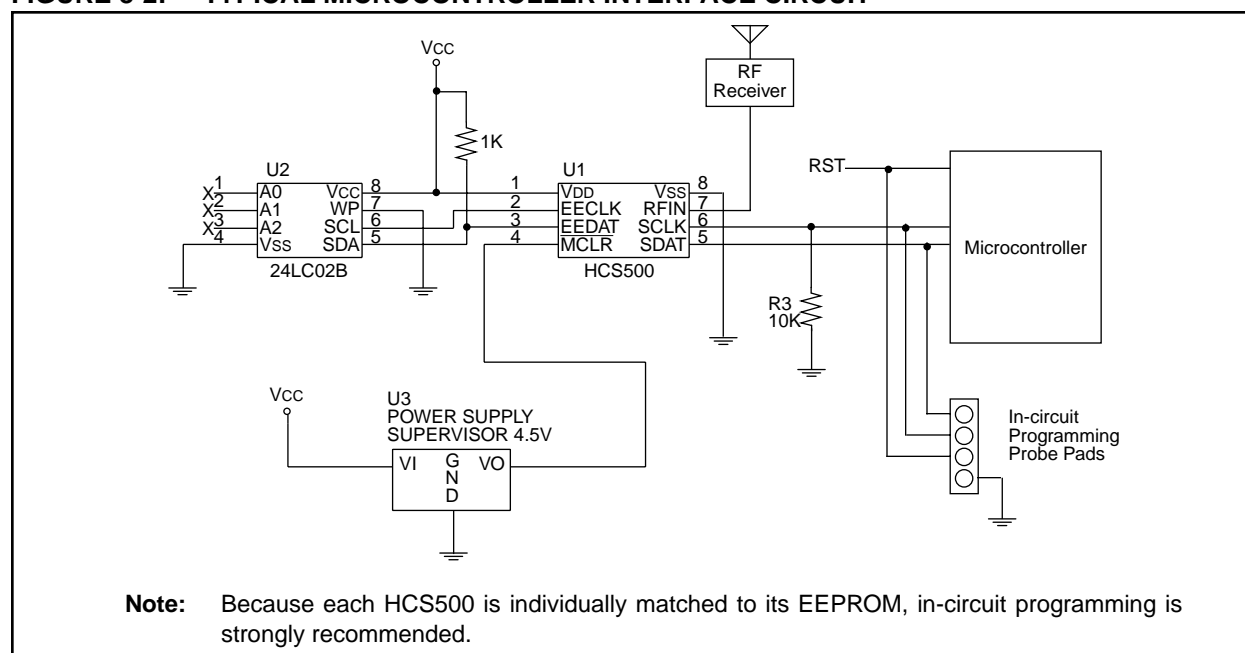 VCC
RF
Receiver
1K
U2
U1
RST
1 A0 VCC 8
2 A1 WP 7
3 A2 SCL 6
4 VSS SDA 5
24LC02B
1 VDD VSS 8
2 EECLK RFIN 7
3 EEDAT SCLK 6
4 MCLR SDAT 5
HCS500
Microcontroller
R3
10K
VCC
U3
POWER SUPPLY
SUPERVISOR 4.5V
VI GND VO
In-circuit
Programming
Probe Pads
Note: Because each HCS500 is individually matched to its EEPROM, in-circuit programming is
strongly recommended.